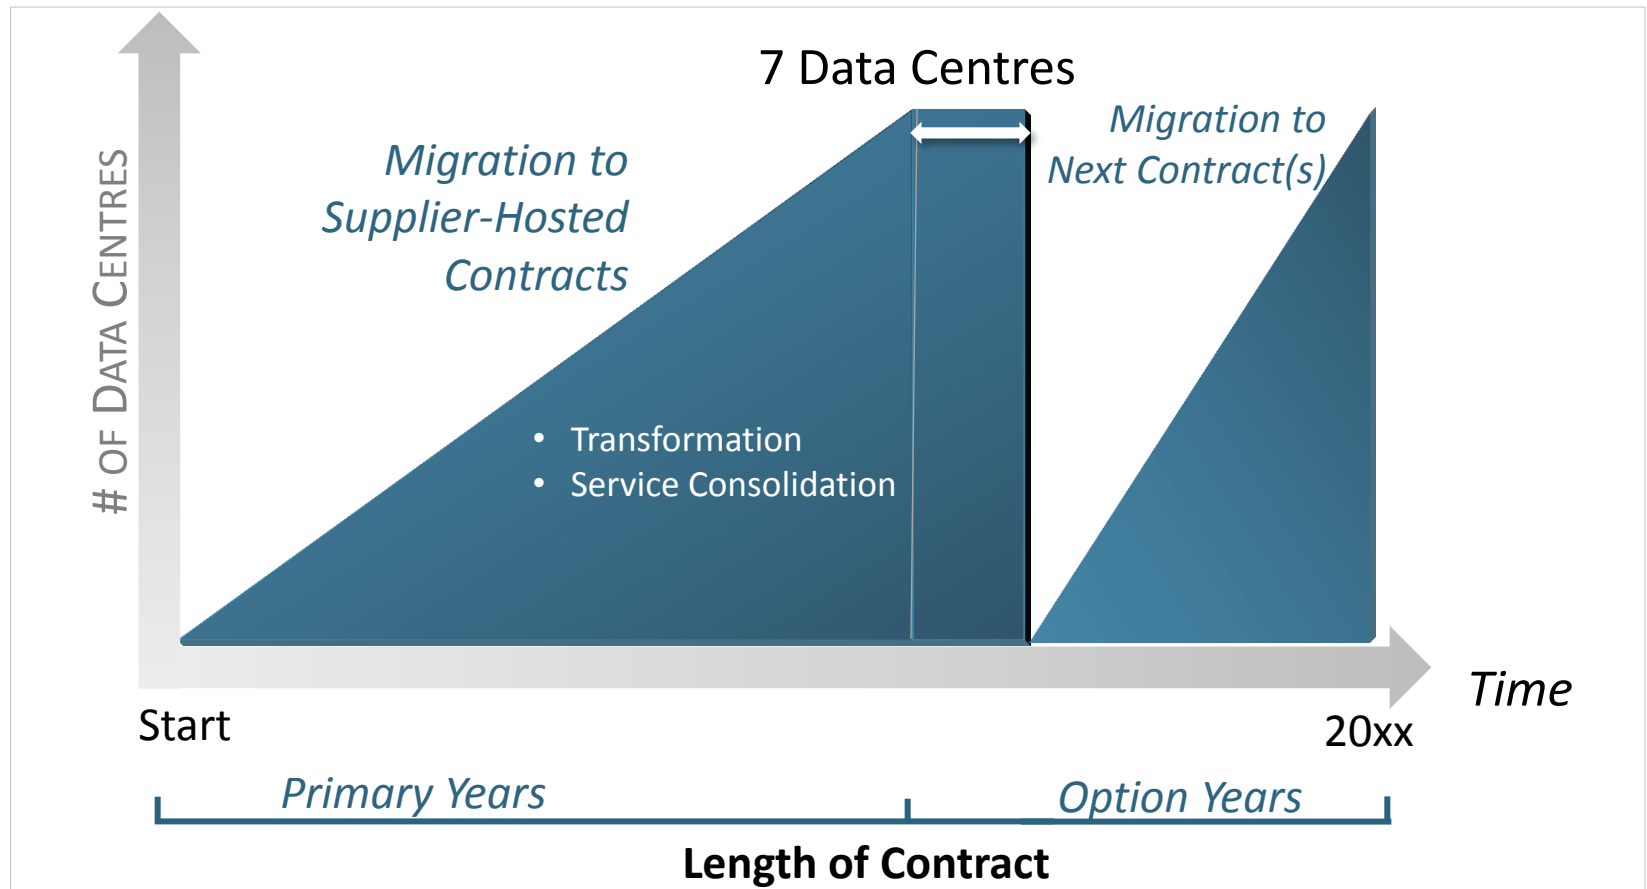 7 Data Centres
Migration to
Supplier-Hosted
Contracts
Migration to
Next Contract(s)
# OF DATA CENTRES
• Transformation
• Service Consolidation
Time
Start
20xx
Primary Years
Option Years
Length of Contract